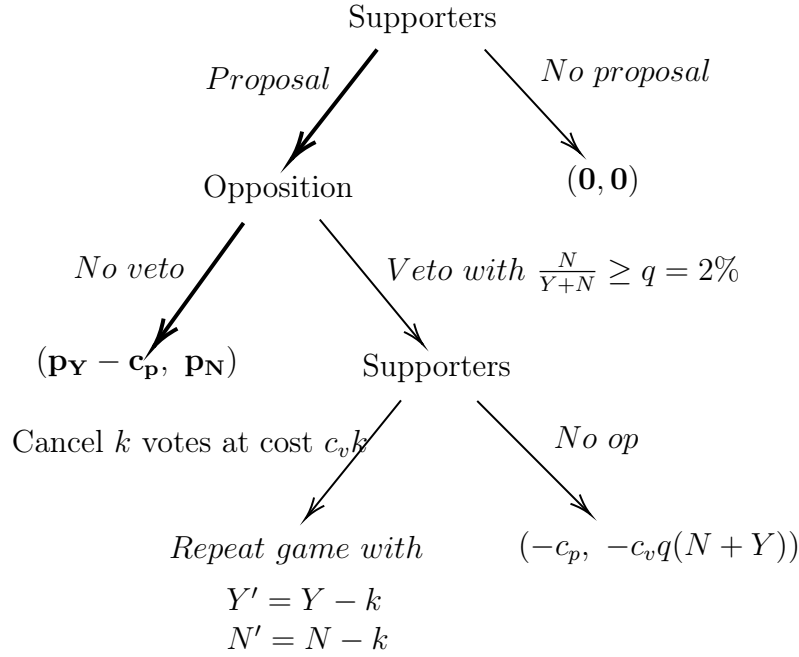 Supporters
Proposal
No proposal
(0, 0)
Opposition
No veto
Veto with N/(Y+N) ≥ q = 2%
(p_Y − c_p, p_N)
Supporters
Cancel k votes at cost c_v k
No op
Repeat game with
(−c_p, −c_v q(N + Y))
Y′ = Y − k
N′ = N − k